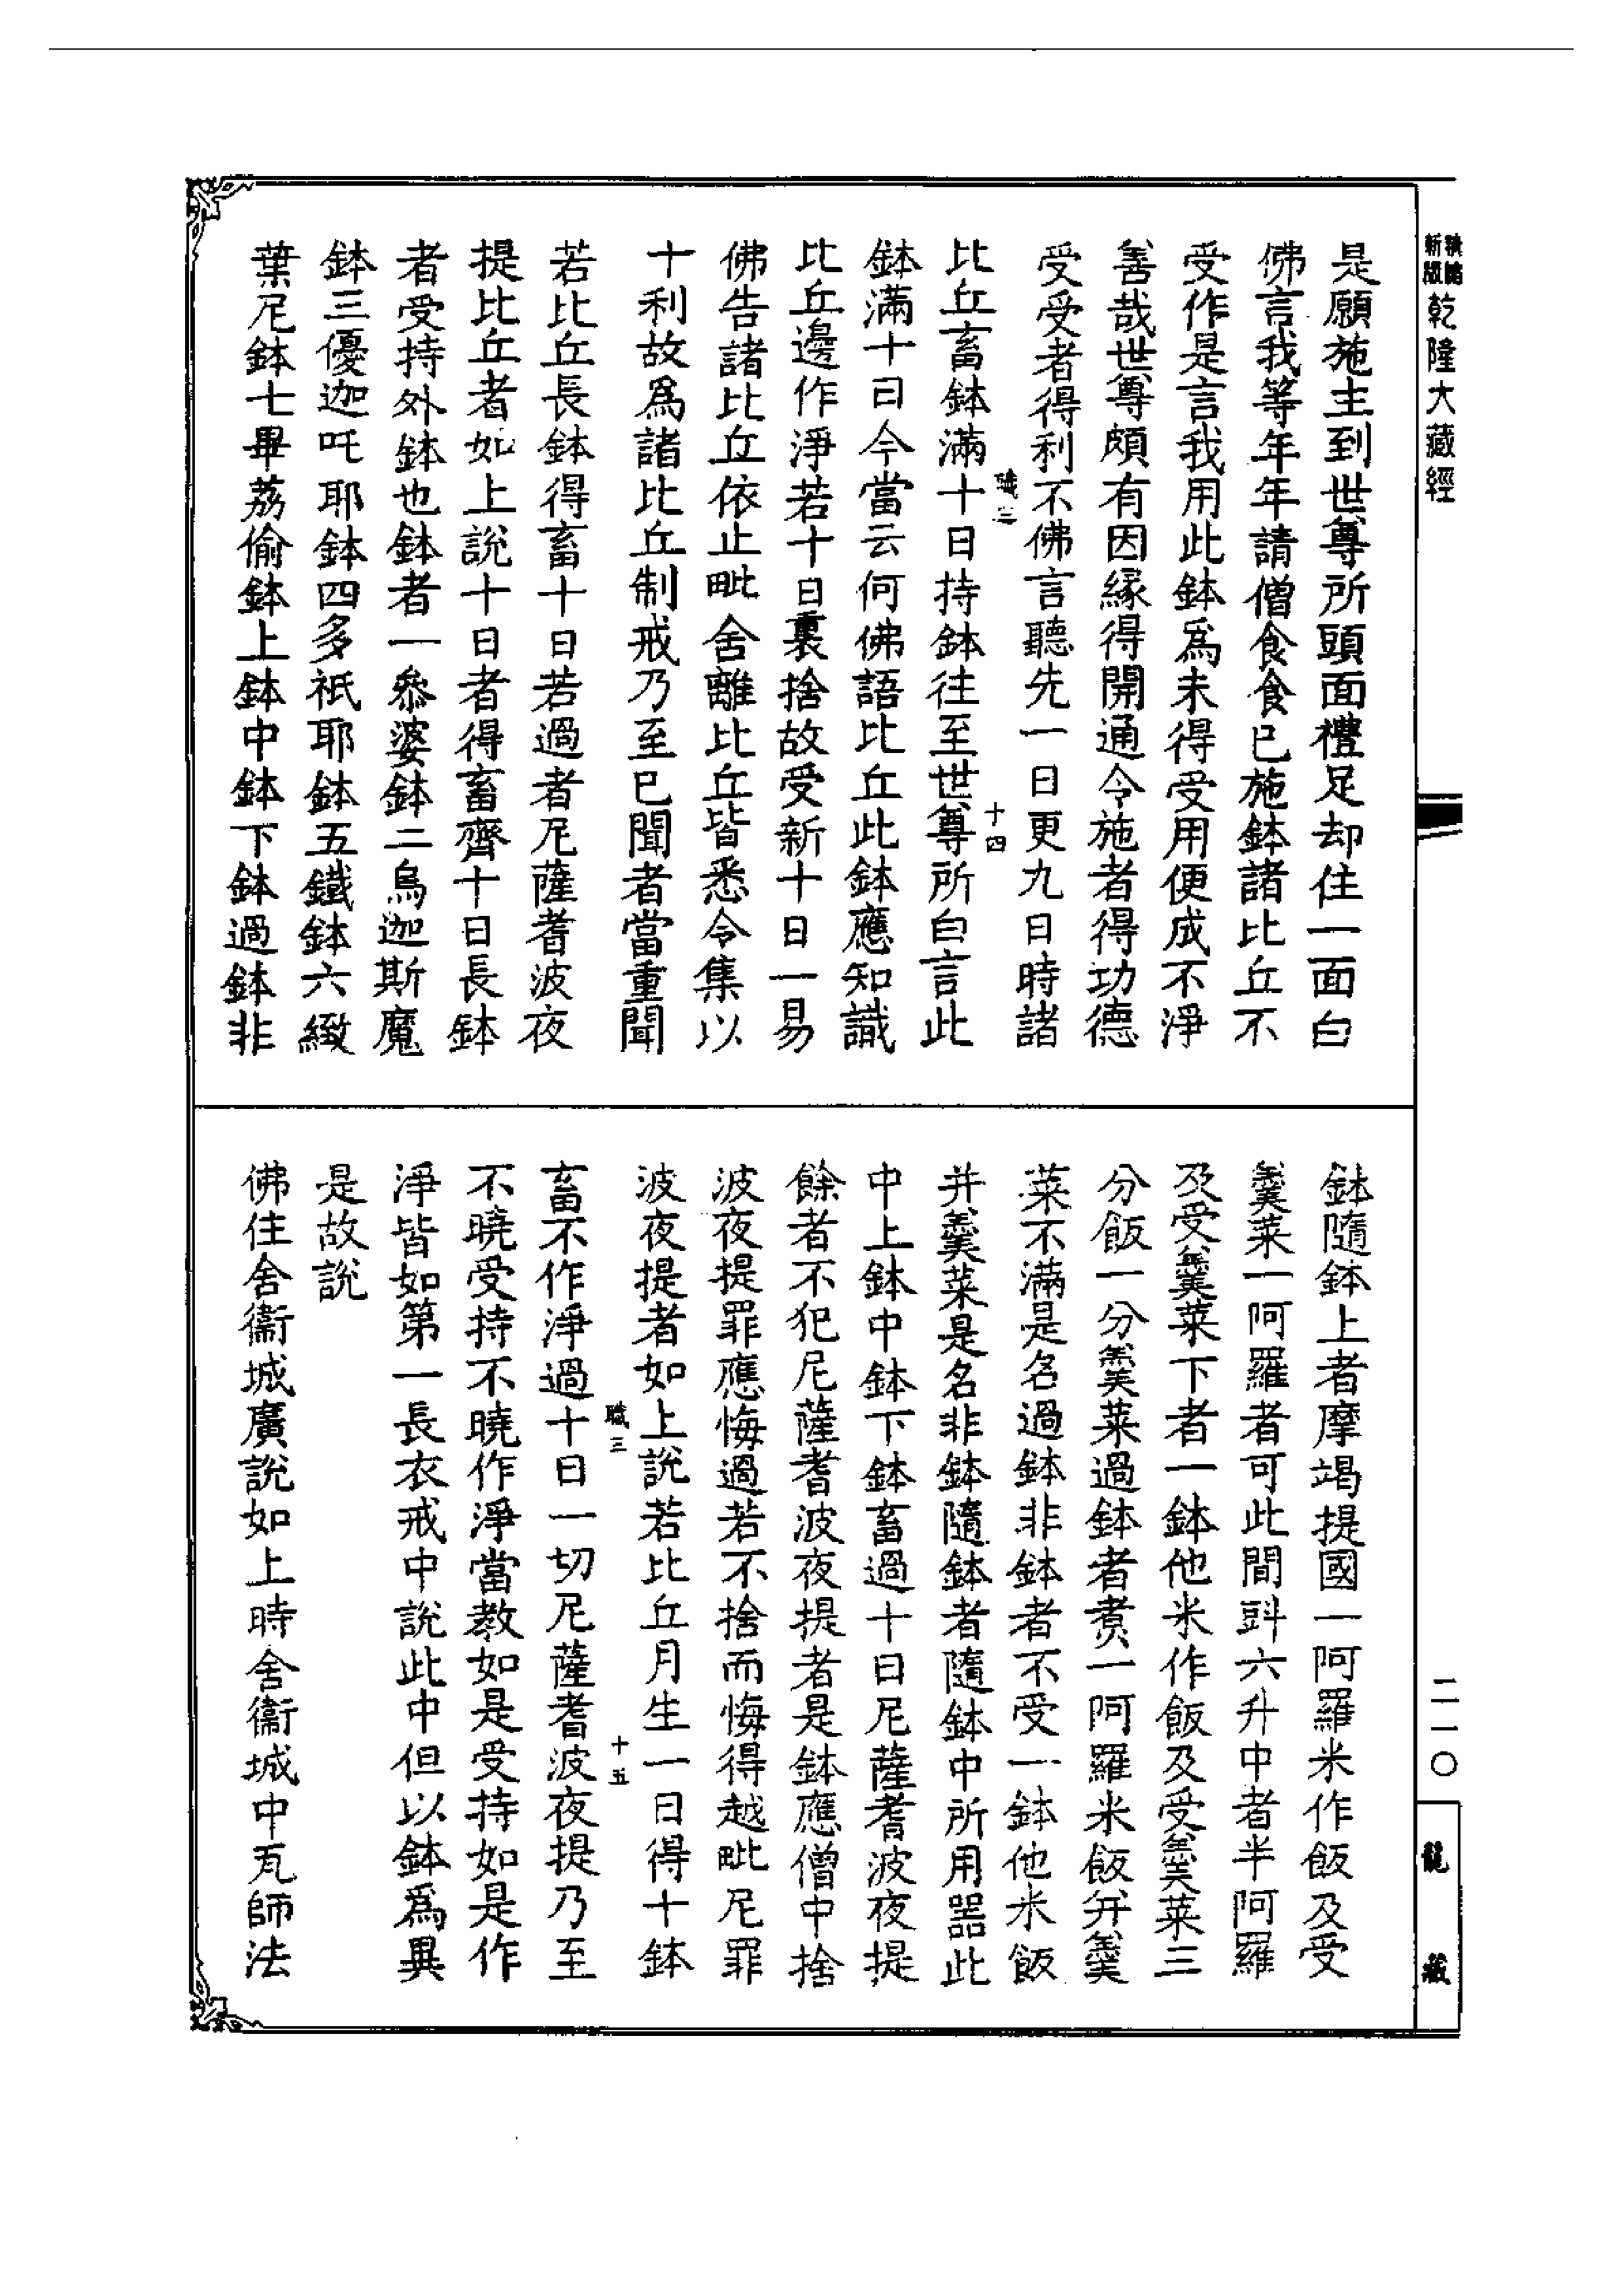 新版
乾隆大藏經
是願施主到世尊所頭面禮足却住一面白
佛言我等年年請僧食食已施鉢諸比丘不
受作是言我用此鉢爲未得受用便成不淨
善哉世尊頗有因緣得開通令施者得功德
受受者得利不佛言聽先一日更九日時諸
職三
十四
比丘畜鉢滿十日持鉢往至世尊所白言此
鉢滿十日今當云何佛語比丘此鉢應知識
比丘邊作淨若十日裏捨故受新十日一易
佛告諸比丘依止毗舍離比丘皆悉令集以
十利故爲諸比丘制戒乃至已聞者當重聞
若比丘長鉢得畜十日若過者尼薩耆波夜
提比丘者如上說十日者得畜齊十日長鉢
者受持外鉢也鉢者一叅婆鉢二烏迦斯魔
鉢三優迦吒耶鉢四多祇耶鉢五鐵鉢六緻
葉尼鉢七畢荔偷鉢上鉢中鉢下鉢過鉢非
鉢隨鉢上者摩竭提國一阿羅米作飯及受
羹菜一阿羅者可此間㪷六升中者半阿羅
及受羹菜下者一鉢他米作飯及受羹菜三
分飯一分羹菜過鉢者煑一阿羅米飯并羹
菜不滿是名過鉢非鉢者不受一鉢他米飯
并羹菜是名非鉢隨鉢者隨鉢中所用器此
中上鉢中鉢下鉢畜過十日尼薩耆波夜提
餘者不犯尼薩耆波夜提者是鉢應僧中捨
波夜提罪應悔過若不捨而悔得越毗尼罪
波夜提者如上說若比丘月生一日得十鉢
職三
十五
畜不作淨過十日一切尼薩耆波夜提乃至
不曉受持不曉作淨當教如是受持如是作
淨皆如第一長衣戒中說此中但以鉢爲異
是故說
佛住舍衞城廣說如上時舍衞城中瓦師法
二一〇
龍藏